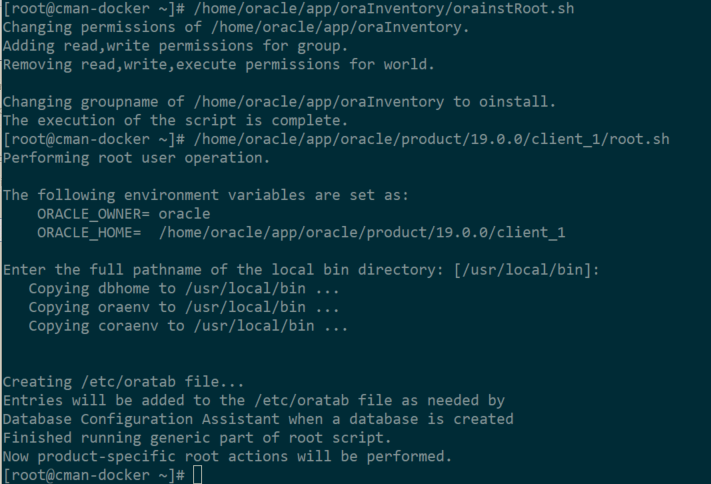 [root@cman-docker ~]# /home/oracle/app/oraInventory/orainstRoot.sh
Changing permissions of /home/oracle/app/oraInventory.
Adding read,write permissions for group.
Removing read,write,execute permissions for world.

Changing groupname of /home/oracle/app/oraInventory to oinstall.
The execution of the script is complete.
[root@cman-docker ~]# /home/oracle/app/oracle/product/19.0.0/client_1/root.sh
Performing root user operation.

The following environment variables are set as:
    ORACLE_OWNER= oracle
    ORACLE_HOME=  /home/oracle/app/oracle/product/19.0.0/client_1

Enter the full pathname of the local bin directory: [/usr/local/bin]:
   Copying dbhome to /usr/local/bin ...
   Copying oraenv to /usr/local/bin ...
   Copying coraenv to /usr/local/bin ...


Creating /etc/oratab file...
Entries will be added to the /etc/oratab file as needed by
Database Configuration Assistant when a database is created
Finished running generic part of root script.
Now product-specific root actions will be performed.
[root@cman-docker ~]#